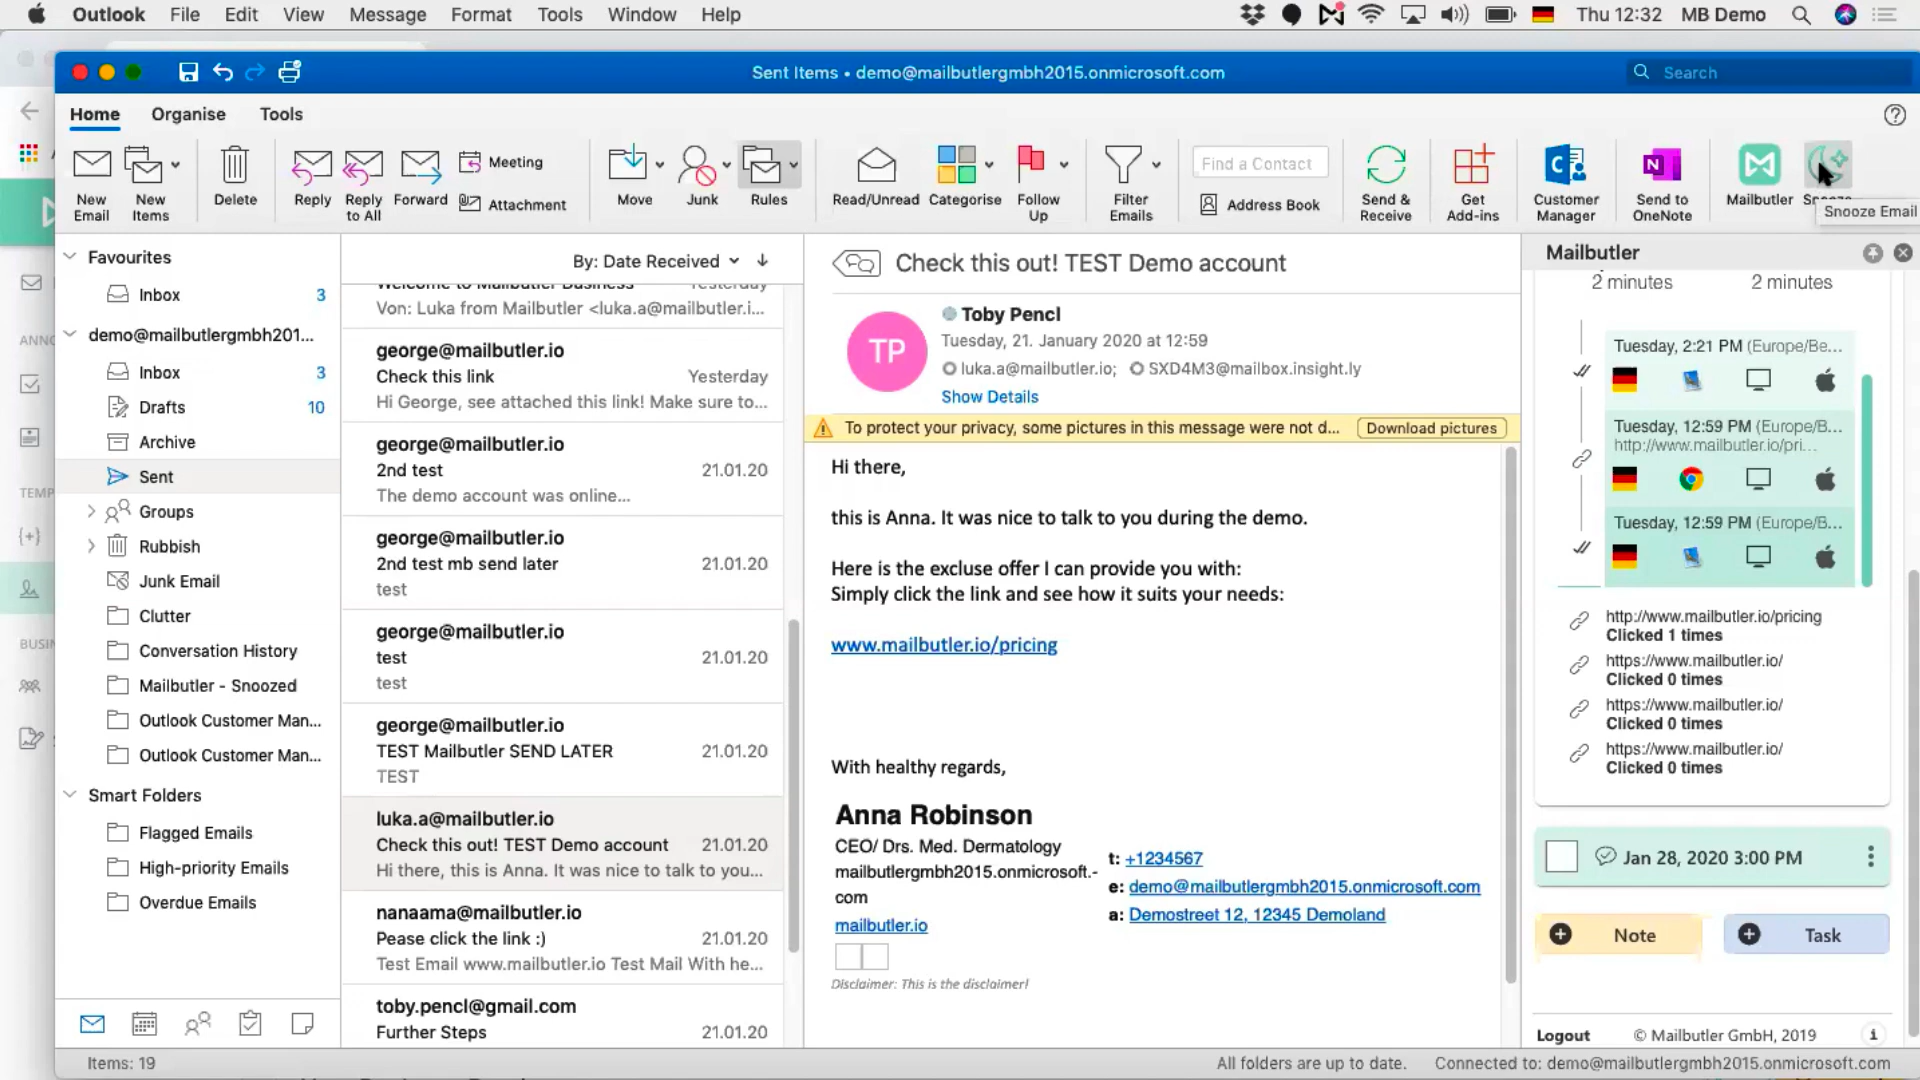 Outlook File Edit View Message Format Tools Window Help
Thu 12:32 MB Demo
Sent Items • demo@mailbutlergmbh2015.onmicrosoft.com
Search
Home Organise Tools
New Email
New Items
Delete
Reply
Reply to All
Forward
Meeting
Attachment
Move
Junk
Rules
Read/Unread
Categorise
Follow Up
Filter Emails
Find a Contact
Address Book
Send & Receive
Get Add-ins
Customer Manager
Send to OneNote
Mailbutler
Snooze Email
Favourites
Inbox 3
demo@mailbutlergmbh201...
Inbox 3
Drafts 10
Archive
Sent
Groups
Rubbish
Junk Email
Clutter
Conversation History
Mailbutler - Snoozed
Outlook Customer Man...
Outlook Customer Man...
Smart Folders
Flagged Emails
High-priority Emails
Overdue Emails
Items: 19
By: Date Received
Welcome to Mailbutler Business Yesterday
Von: Luka from Mailbutler <luka.a@mailbutler.i...
george@mailbutler.io
Check this link Yesterday
Hi George, see attached this link! Make sure to...
george@mailbutler.io
2nd test 21.01.20
The demo account was online...
george@mailbutler.io
2nd test mb send later 21.01.20
test
george@mailbutler.io
test 21.01.20
test
george@mailbutler.io
TEST Mailbutler SEND LATER 21.01.20
TEST
luka.a@mailbutler.io
Check this out! TEST Demo account 21.01.20
Hi there, this is Anna. It was nice to talk to you...
nanaama@mailbutler.io
Pease click the link :) 21.01.20
Test Email www.mailbutler.io Test Mail With he...
toby.pencl@gmail.com
Further Steps 21.01.20
Check this out! TEST Demo account
TP
Toby Pencl
Tuesday, 21. January 2020 at 12:59
luka.a@mailbutler.io; SXD4M3@mailbox.insight.ly
Show Details
To protect your privacy, some pictures in this message were not d... Download pictures
Hi there,
this is Anna. It was nice to talk to you during the demo.
Here is the excluse offer I can provide you with:
Simply click the link and see how it suits your needs:
www.mailbutler.io/pricing
With healthy regards,
Anna Robinson
CEO/ Drs. Med. Dermatology
mailbutlergmbh2015.onmicrosoft.-
com
mailbutler.io
t: +1234567
e: demo@mailbutlergmbh2015.onmicrosoft.com
a: Demostreet 12, 12345 Demoland
Disclaimer: This is the disclaimer!
Mailbutler
2 minutes 2 minutes
Tuesday, 2:21 PM (Europe/Be...
Tuesday, 12:59 PM (Europe/B...
http://www.mailbutler.io/pri...
Tuesday, 12:59 PM (Europe/B...
http://www.mailbutler.io/pricing
Clicked 1 times
https://www.mailbutler.io/
Clicked 0 times
https://www.mailbutler.io/
Clicked 0 times
https://www.mailbutler.io/
Clicked 0 times
Jan 28, 2020 3:00 PM
Note
Task
Logout © Mailbutler GmbH, 2019
All folders are up to date. Connected to: demo@mailbutlergmbh2015.onmicrosoft.com
ANNO
TEMP
BUSIN